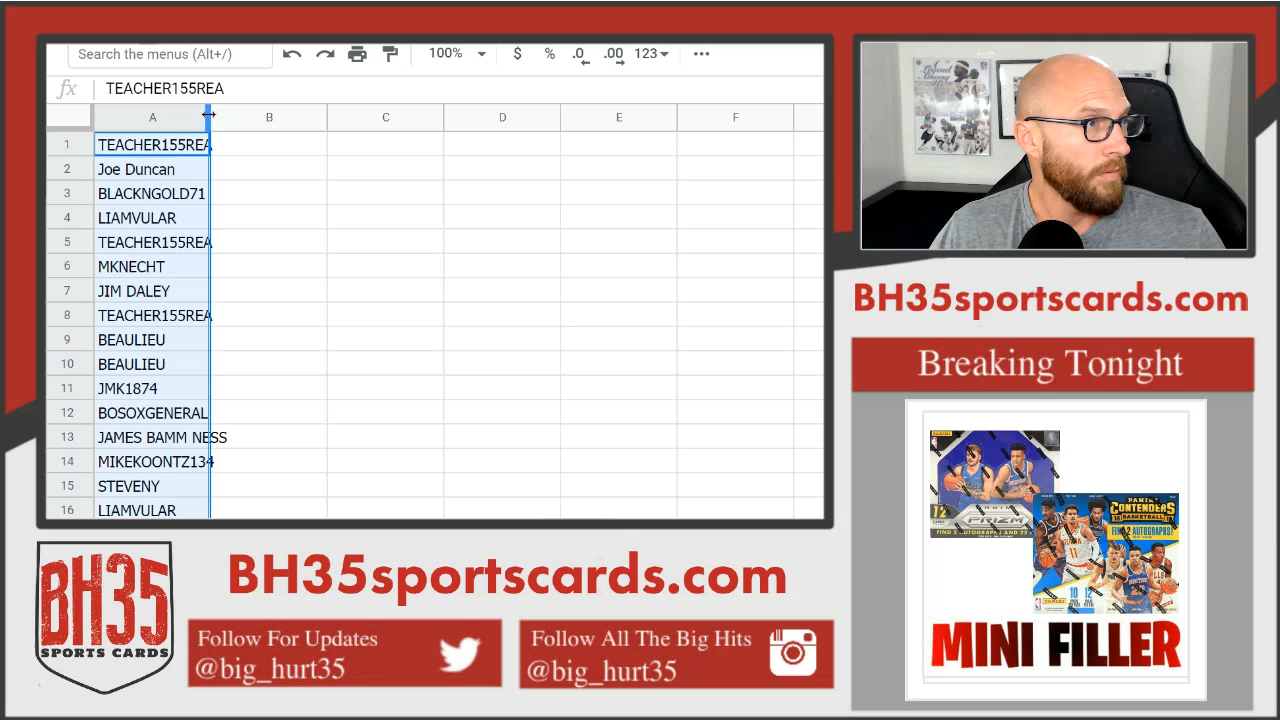 Search the menus (Alt+/)
100%
$ % .0 .00 123
fx TEACHER155REA
A B C D E F
1 TEACHER155REA
2 Joe Duncan
3 BLACKNGOLD71
4 LIAMVULAR
5 TEACHER155REA
6 MKNECHT
7 JIM DALEY
8 TEACHER155REA
9 BEAULIEU
10 BEAULIEU
11 JMK1874
12 BOSOXGENERAL
13 JAMES BAMM NESS
14 MIKEKOONTZ134
15 STEVENY
16 LIAMVULAR
BH35sportscards.com
Breaking Tonight
PRIZM
PANINI
CONTENDERS
BASKETBALL
MINI FILLER
BH35
SPORTS CARDS
BH35sportscards.com
Follow For Updates
@big_hurt35
Follow All The Big Hits
@big_hurt35